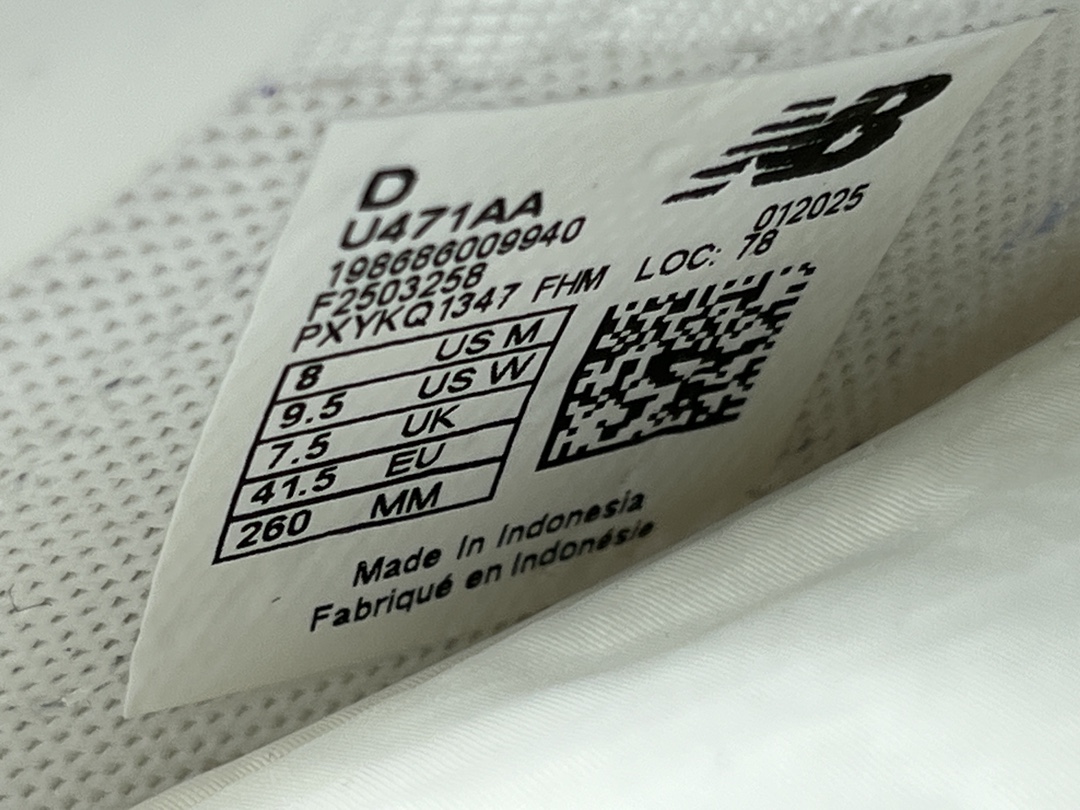 NB
D
U471AA
198686009940 012025
F2503258
PXYKQ1347 FHM LOC: 78
8 US M
9.5 US W
7.5 UK
41.5 EU
260 MM
Made In Indonesia
Fabriqué en Indonésie